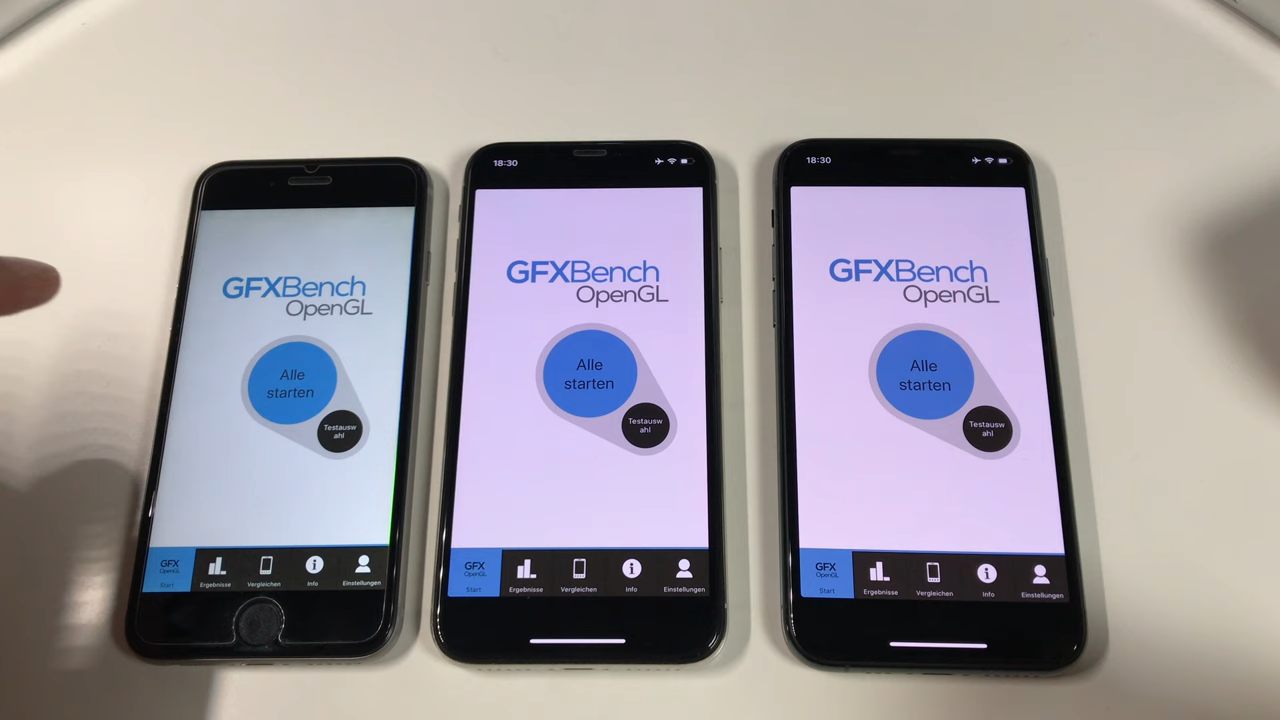 GFXBench
OpenGL
Alle
starten
Testausw
ahl
GFX
OpenGL
Start
Ergebnisse
Vergleichen
Info
Einstellungen
18:30
GFXBench
OpenGL
Alle
starten
Testausw
ahl
GFX
OpenGL
Start
Ergebnisse
Vergleichen
Info
Einstellungen
18:30
GFXBench
OpenGL
Alle
starten
Testausw
ahl
GFX
OpenGL
Start
Ergebnisse
Vergleichen
Info
Einstellungen